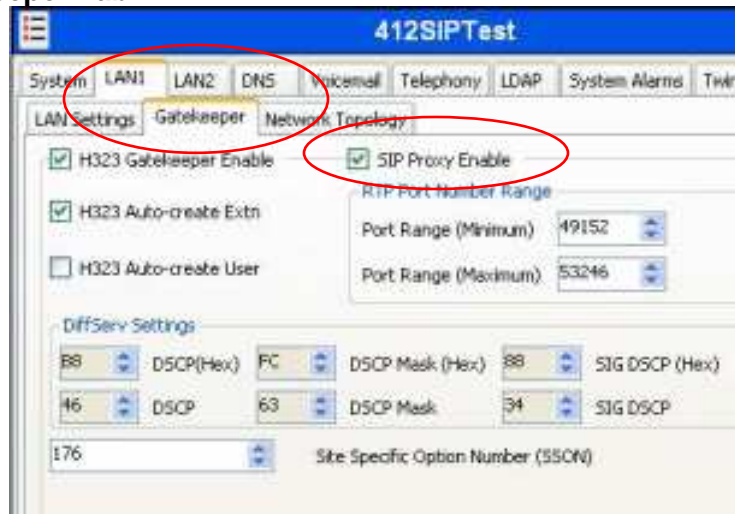 412SIPTest
System LAN1 LAN2 DNS Voicemail Telephony LDAP System Alarms
LAN Settings Gatekeeper Network Topology
H323 Gatekeeper Enable SIP Proxy Enable
RTP Port Number Range
H323 Auto-create Extn Port Range (Minimum) 49152
H323 Auto-create User Port Range (Maximum) 53246
DiffServ Settings
B8 DSCP(Hex) FC DSCP Mask (Hex) 88 SIG DSCP (Hex)
46 DSCP 63 DSCP Mask 34 SIG DSCP
176 Site Specific Option Number (SSON)